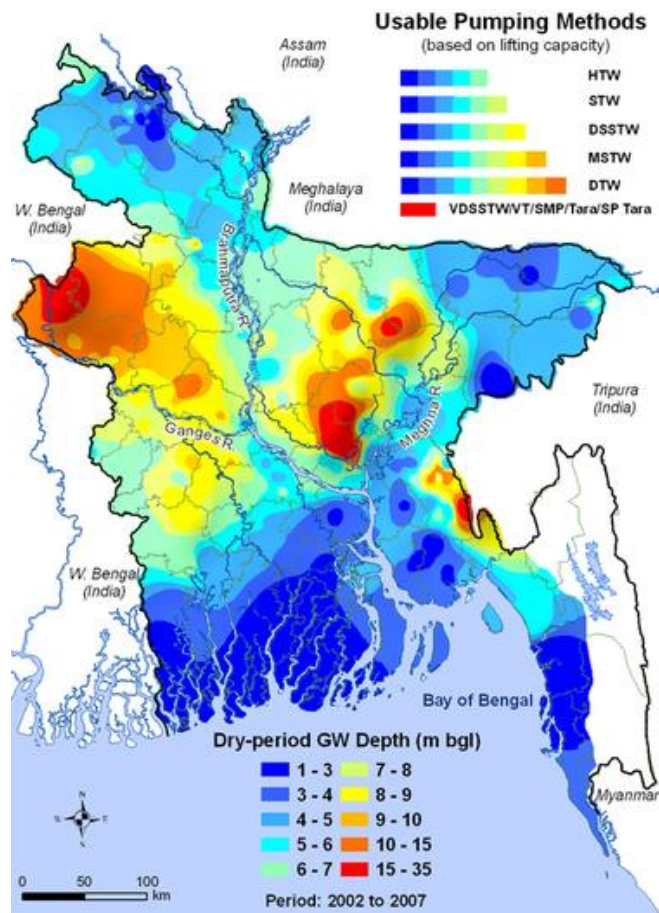 Usable Pumping Methods
(based on lifting capacity)
HTW
STW
DSSTW
MSTW
DTW
VDSSTW/VT/SMP/Tara/SP Tara
Assam
(India)
Meghalaya
(India)
W. Bengal
(India)
Brahmaputra R.
Tripura
(India)
Meghna R.
Ganges R.
W. Bengal
(India)
Bay of Bengal
Myanmar
Dry-period GW Depth (m bgl)
1 - 3
3 - 4
4 - 5
5 - 6
6 - 7
7 - 8
8 - 9
9 - 10
10 - 15
15 - 35
Period: 2002 to 2007
N
E
S
0 50 100
km